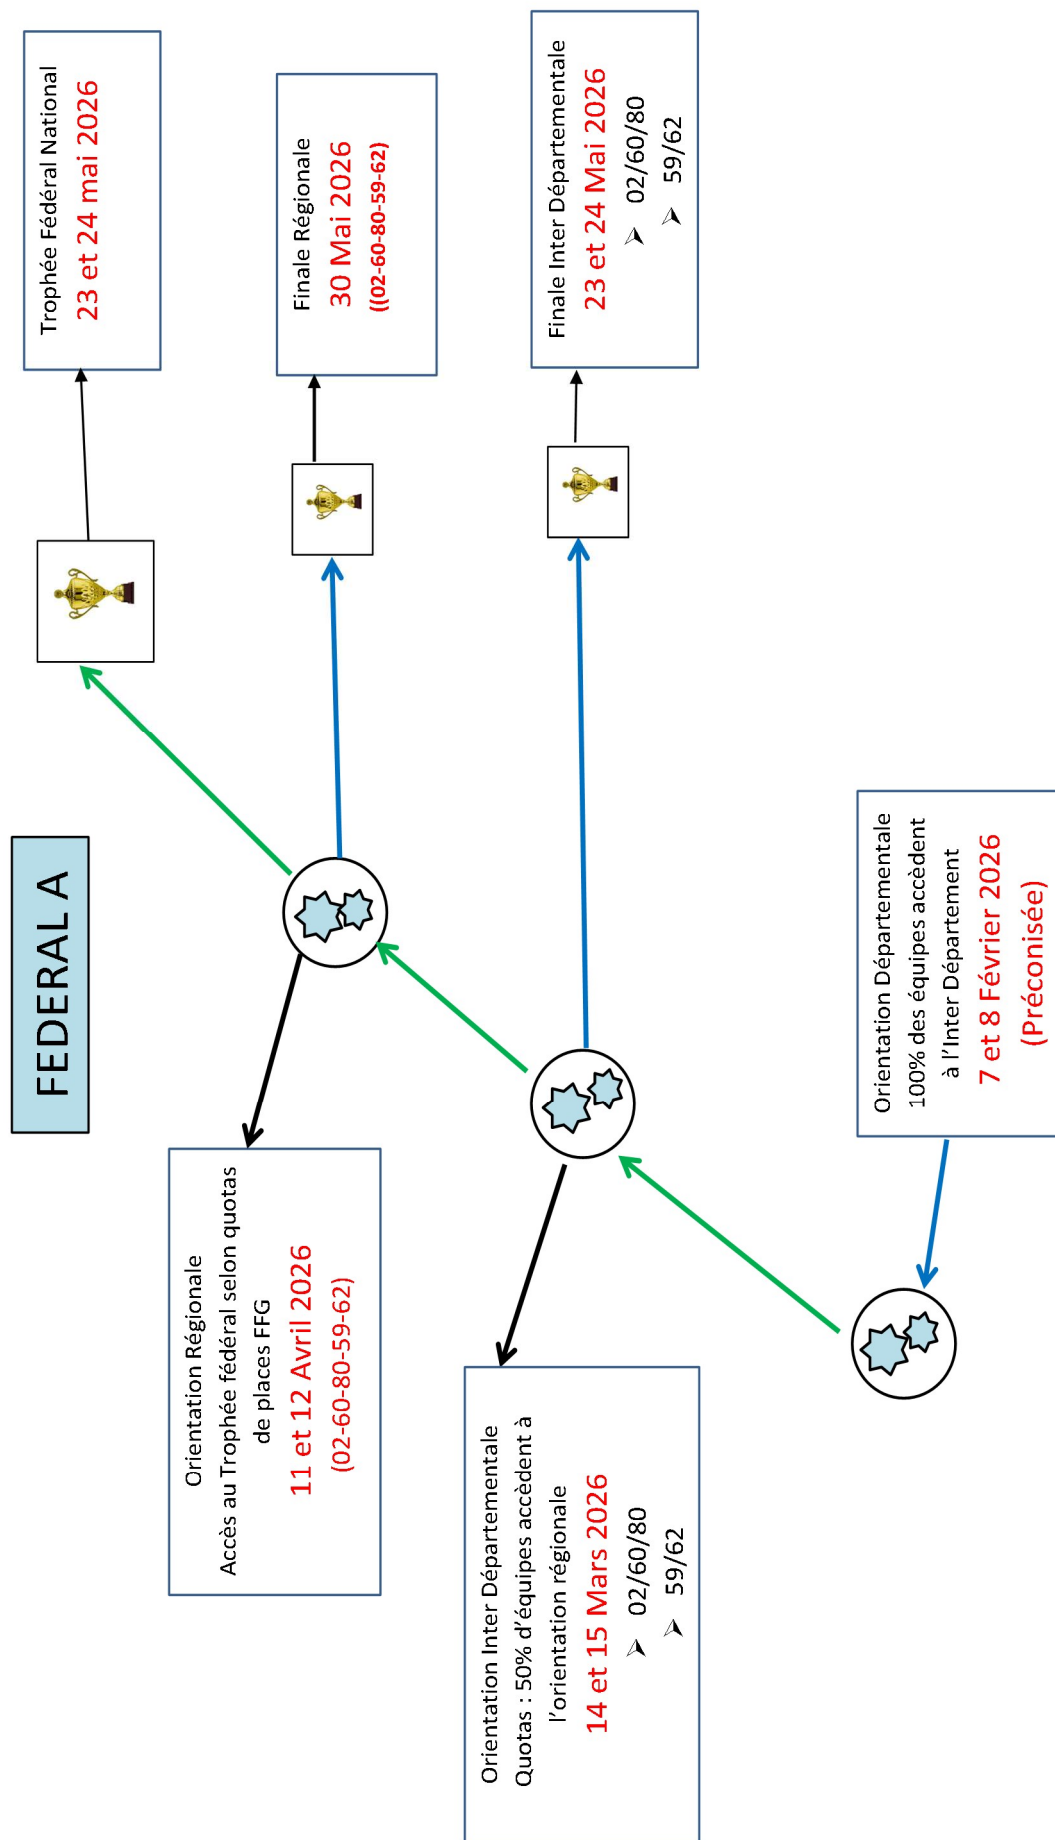 FEDERAL A
Trophée Fédéral National
23 et 24 mai 2026
Orientation Régionale
Accès au Trophée fédéral selon quotas
de places FFG
11 et 12 Avril 2026
(02-60-80-59-62)
Finale Régionale
30 Mai 2026
((02-60-80-59-62)
Orientation Inter Départementale
Quotas : 50% d'équipes accèdent à
l'orientation régionale
14 et 15 Mars 2026
➢ 02/60/80
➢ 59/62
Finale Inter Départementale
23 et 24 Mai 2026
➢ 02/60/80
➢ 59/62
Orientation Départementale
100% des équipes accèdent
à l'Inter Département
7 et 8 Février 2026
(Préconisée)